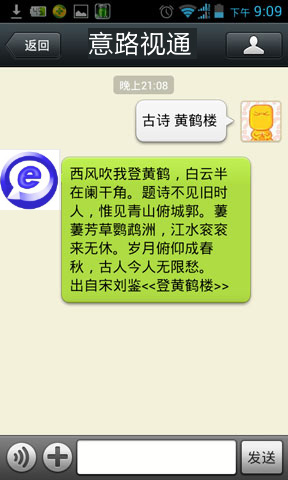 下午 9:09
返回
意路视通
晚上21:08
古诗 黄鹤楼
西风吹我登黄鹤，白云半
在阑干角。题诗不见旧时
人，惟见青山俯城郭。萋
萋芳草鹦鹉洲，江水衮衮
来无休。岁月俯仰成春
秋，古人今人无限愁。
出自宋刘鉴<<登黄鹤楼>>
e
发送